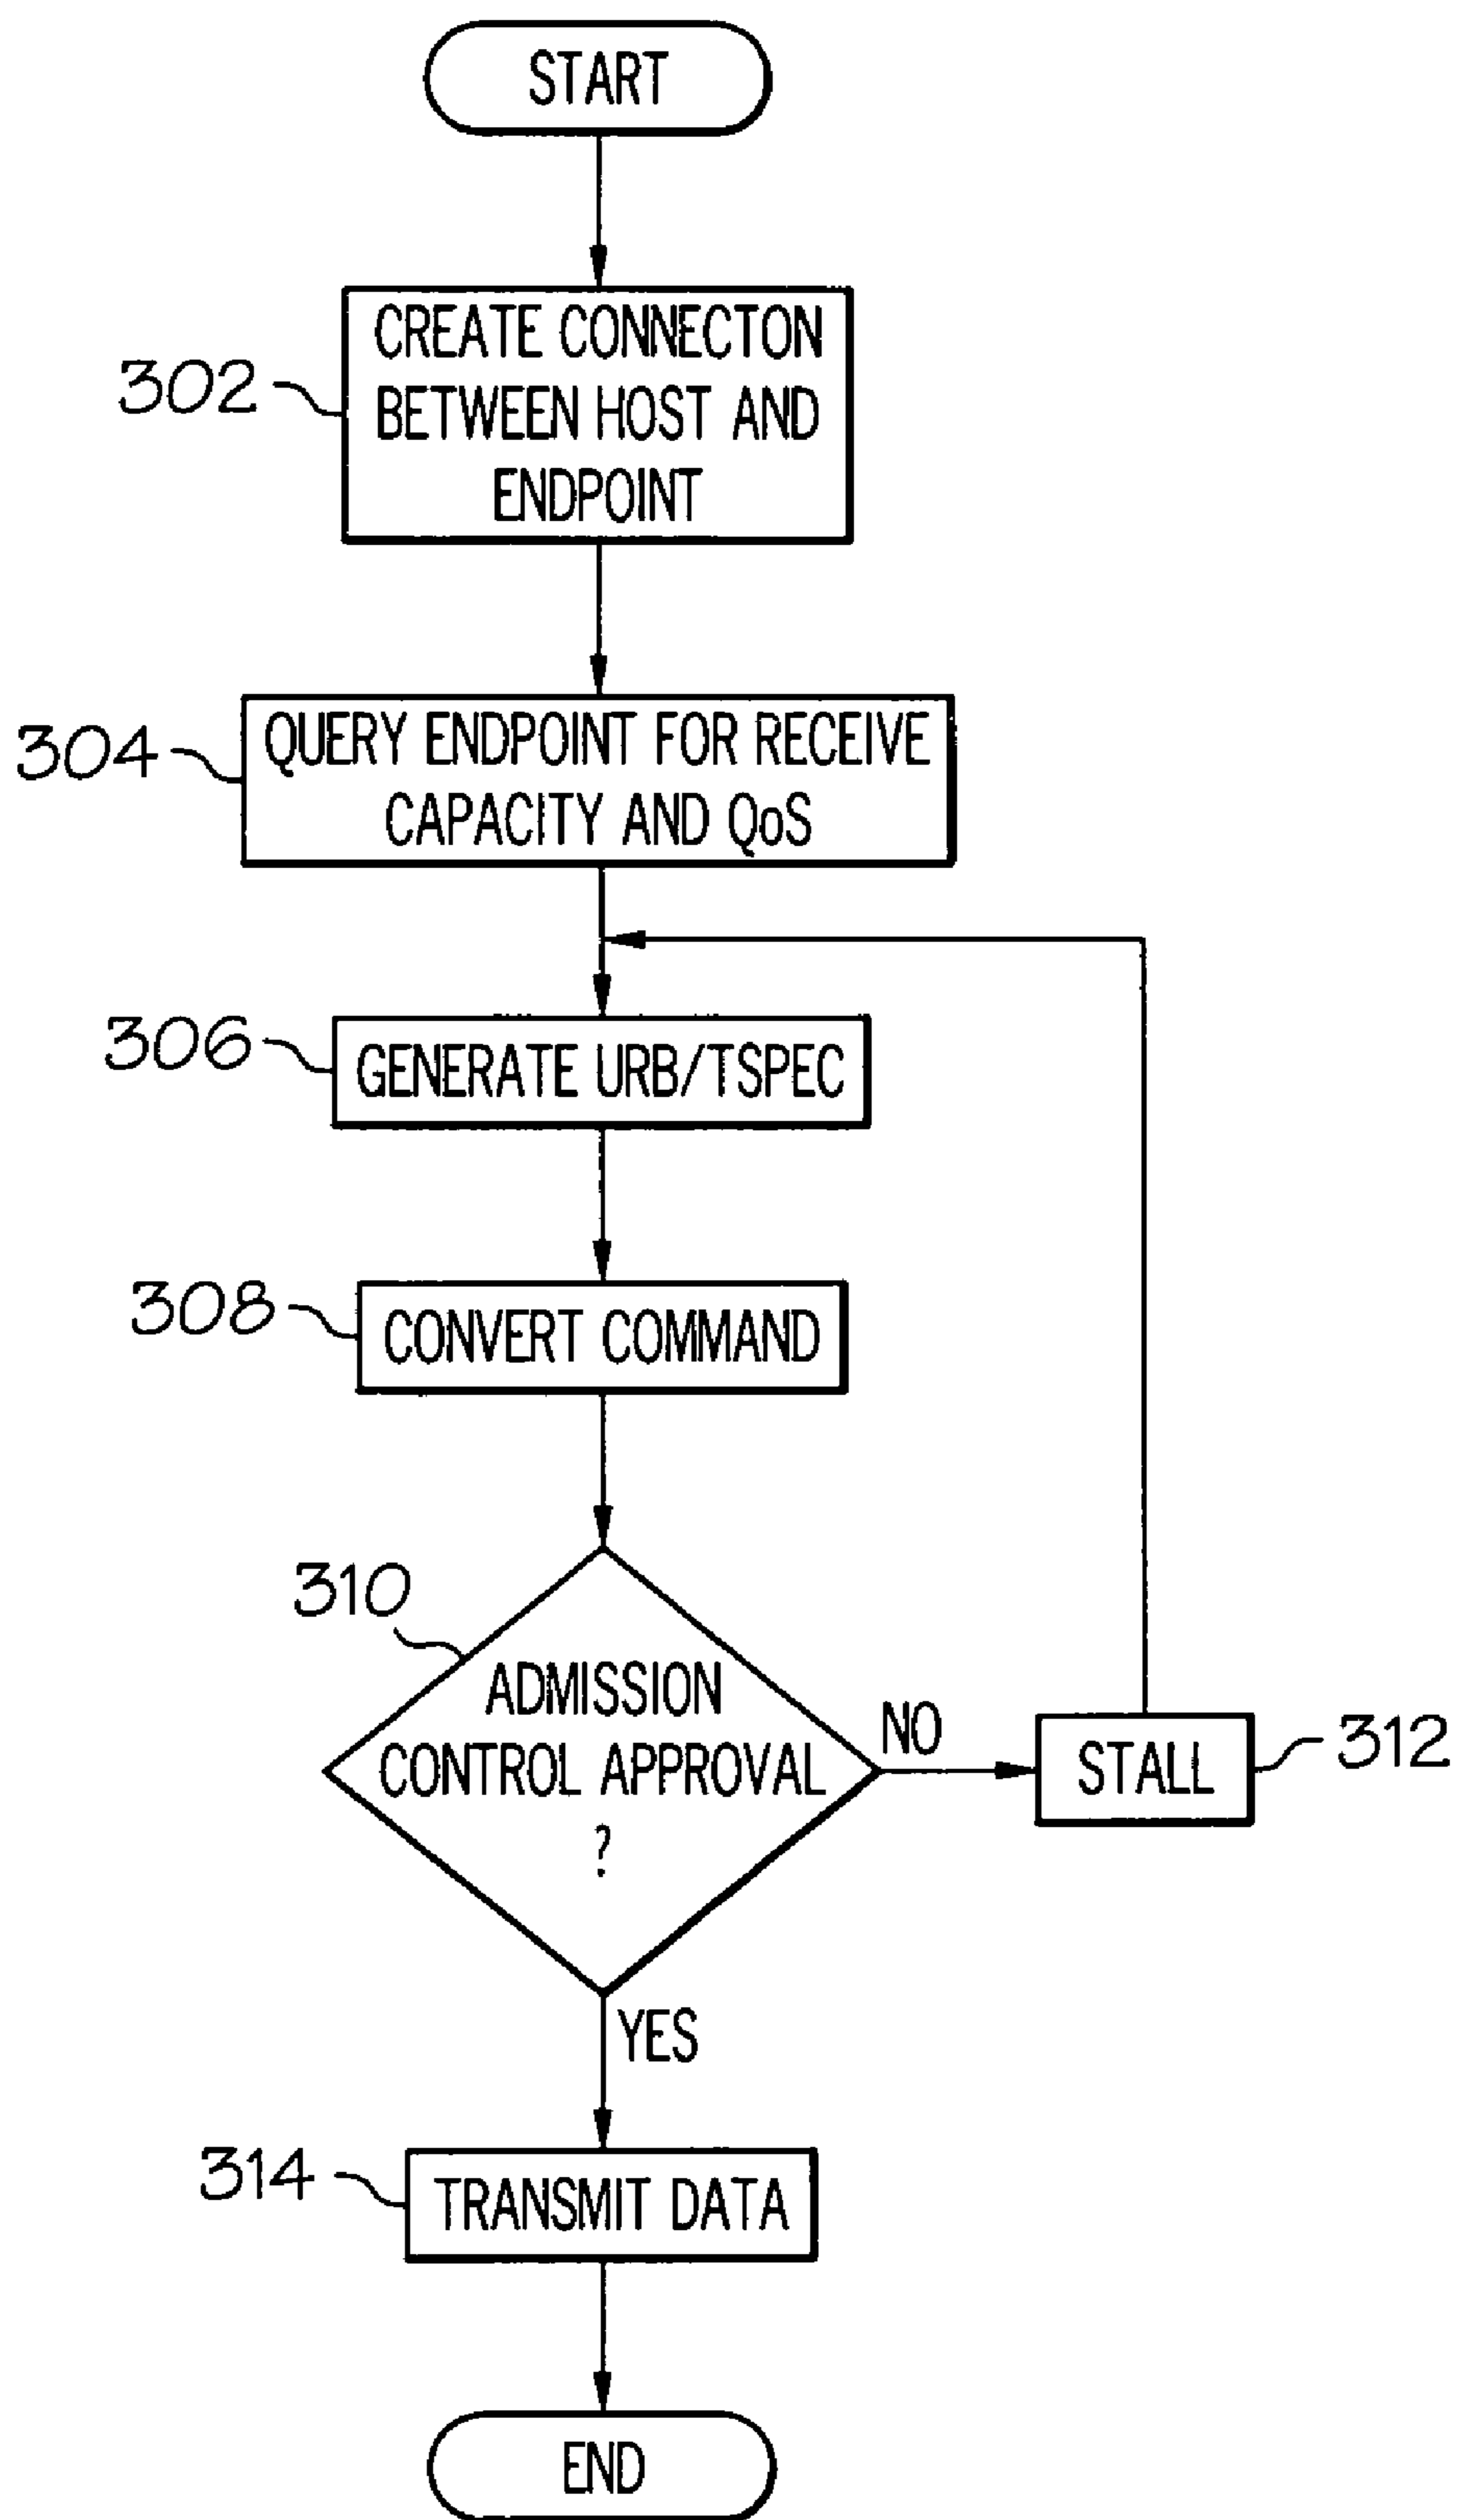 START
302
CREATE CONNECTON
BETWEEN HOST AND
ENDPOINT
304
QUERY ENDPOINT FOR RECEIVE
CAPACITY AND QoS
306
GENERATE URB/TSPEC
308
CONVERT COMMAND
310
ADMISSION
CONTROL APPROVAL
?
NO
STALL
312
YES
314
TRANSMIT DATA
END